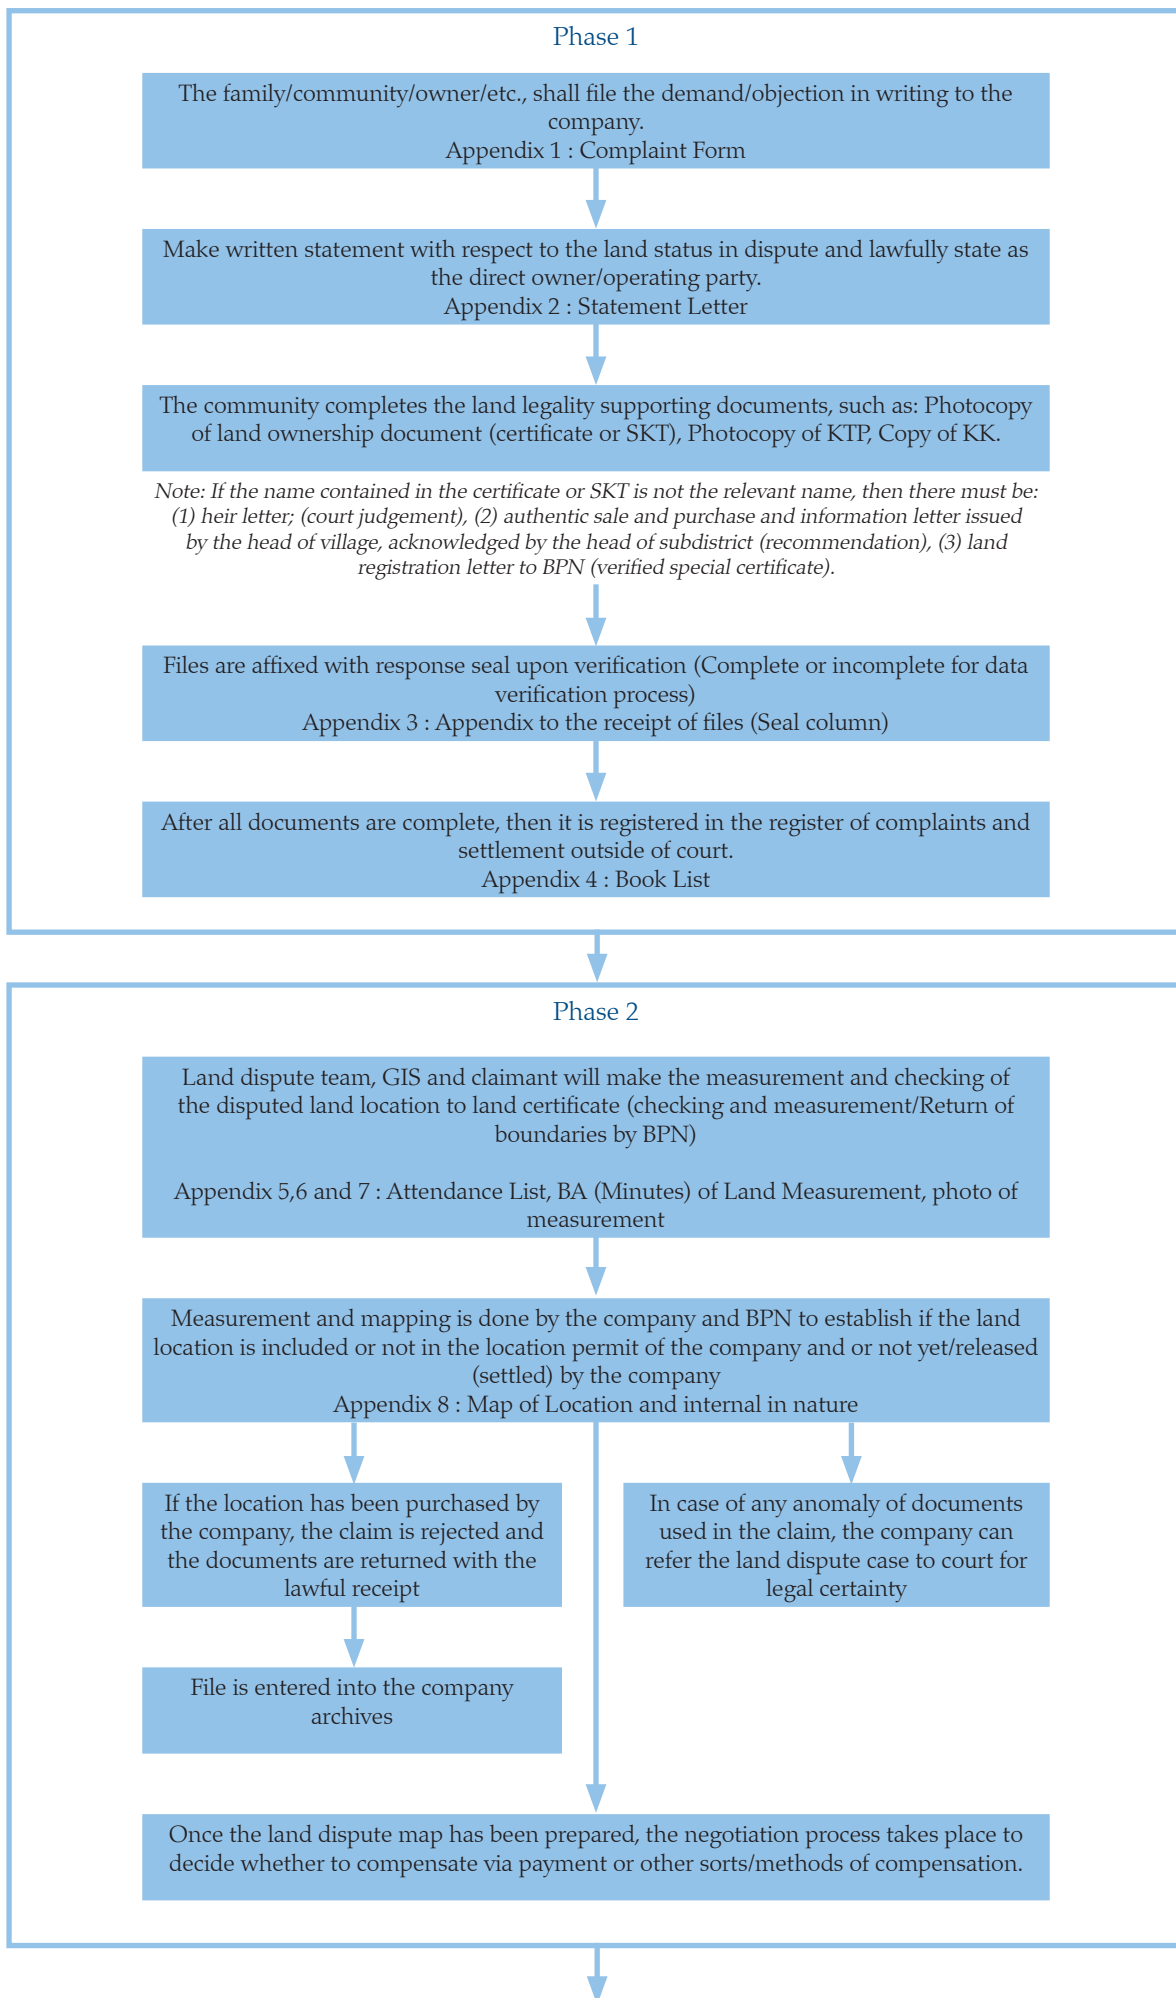 Phase 1
The family/community/owner/etc., shall file the demand/objection in writing to the
company.
Appendix 1 : Complaint Form
Make written statement with respect to the land status in dispute and lawfully state as
the direct owner/operating party.
Appendix 2 : Statement Letter
The community completes the land legality supporting documents, such as: Photocopy
of land ownership document (certificate or SKT), Photocopy of KTP, Copy of KK.
Note: If the name contained in the certificate or SKT is not the relevant name, then there must be:
(1) heir letter; (court judgement), (2) authentic sale and purchase and information letter issued
by the head of village, acknowledged by the head of subdistrict (recommendation), (3) land
registration letter to BPN (verified special certificate).
Files are affixed with response seal upon verification (Complete or incomplete for data
verification process)
Appendix 3 : Appendix to the receipt of files (Seal column)
After all documents are complete, then it is registered in the register of complaints and
settlement outside of court.
Appendix 4 : Book List
Phase 2
Land dispute team, GIS and claimant will make the measurement and checking of
the disputed land location to land certificate (checking and measurement/Return of
boundaries by BPN)
Appendix 5,6 and 7 : Attendance List, BA (Minutes) of Land Measurement, photo of
measurement
Measurement and mapping is done by the company and BPN to establish if the land
location is included or not in the location permit of the company and or not yet/released
(settled) by the company
Appendix 8 : Map of Location and internal in nature
If the location has been purchased by
the company, the claim is rejected and
the documents are returned with the
lawful receipt
In case of any anomaly of documents
used in the claim, the company can
refer the land dispute case to court for
legal certainty
File is entered into the company
archives
Once the land dispute map has been prepared, the negotiation process takes place to
decide whether to compensate via payment or other sorts/methods of compensation.